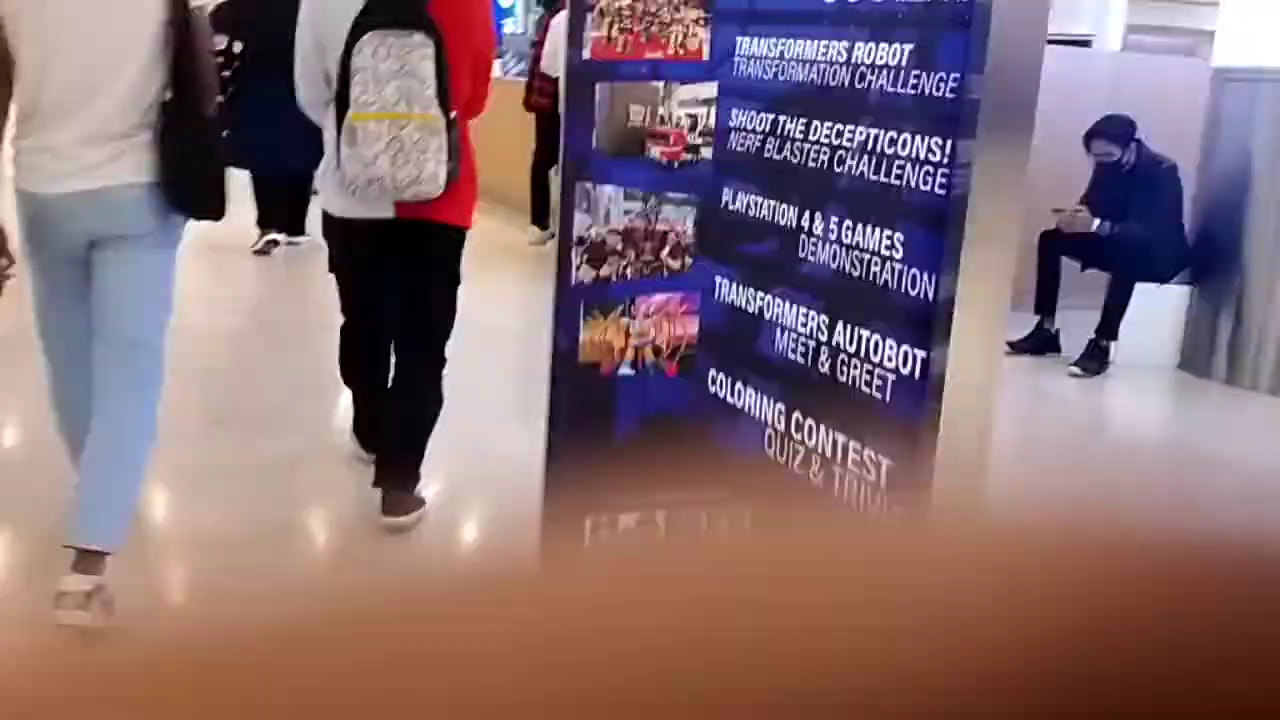 TRANSFORMERS ROBOT
TRANSFORMATION CHALLENGE
SHOOT THE DECEPTICONS!
NERF BLASTER CHALLENGE
PLAYSTATION 4 & 5 GAMES
DEMONSTRATION
TRANSFORMERS AUTOBOT
MEET & GREET
COLORING CONTEST
QUIZ &